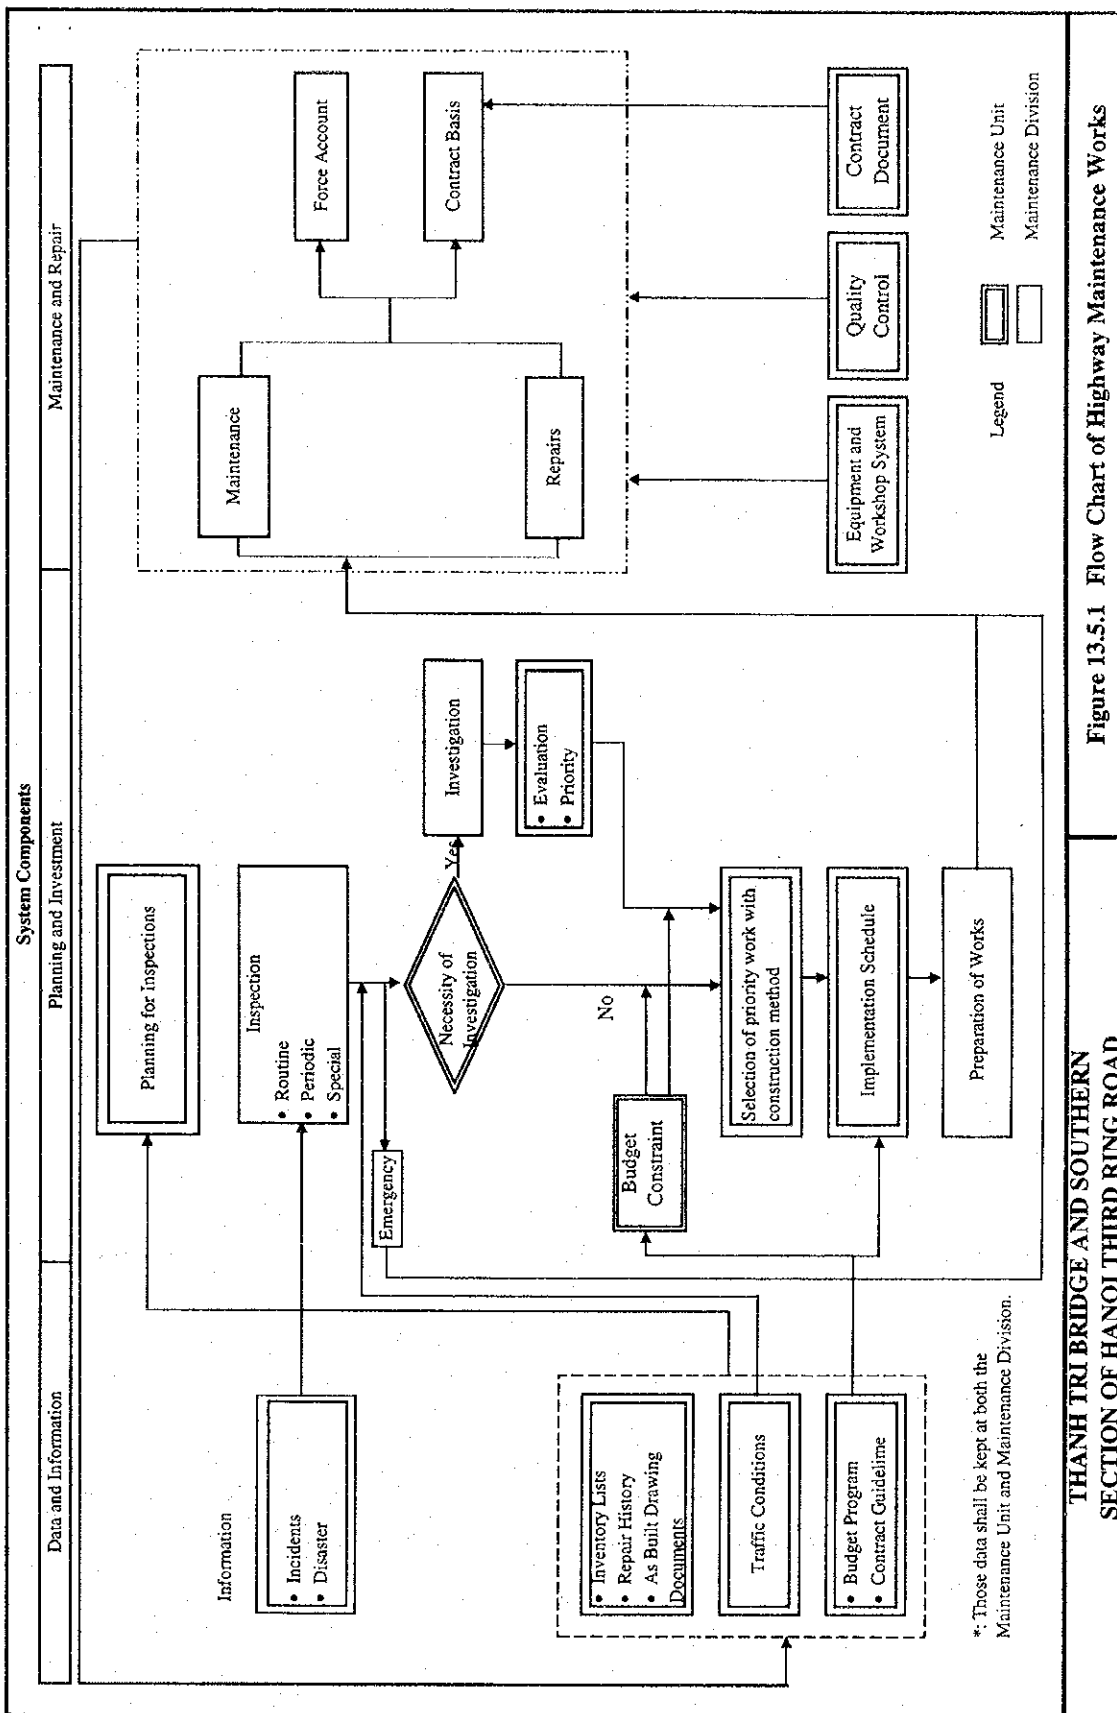 System Components
Data and Information
Planning and Investment
Maintenance and Repair
Information
• Incidents
• Disaster
• Inventory Lists
• Repair History
• As Built Drawing
Documents
Traffic Conditions
• Budget Program
• Contract Guidelime
*: Those data shall be kept at both the
Maintenance Unit and Maintenance Division.
Planning for Inspections
Inspection
• Routine
• Periodic
• Special
Emergency
Necessity of
Investigation
Yes
No
Investigation
• Evaluation
• Priority
Budget
Constraint
Selection of priority work with
construction method
Implementation Schedule
Preparation of Works
Maintenance
Repairs
Force Account
Contract Basis
Equipment and
Workshop System
Quality
Control
Contract
Document
Legend
Maintenance Unit
Maintenance Division
THANH TRI BRIDGE AND SOUTHERN
SECTION OF HANOI THIRD RING ROAD
Figure 13.5.1 Flow Chart of Highway Maintenance Works